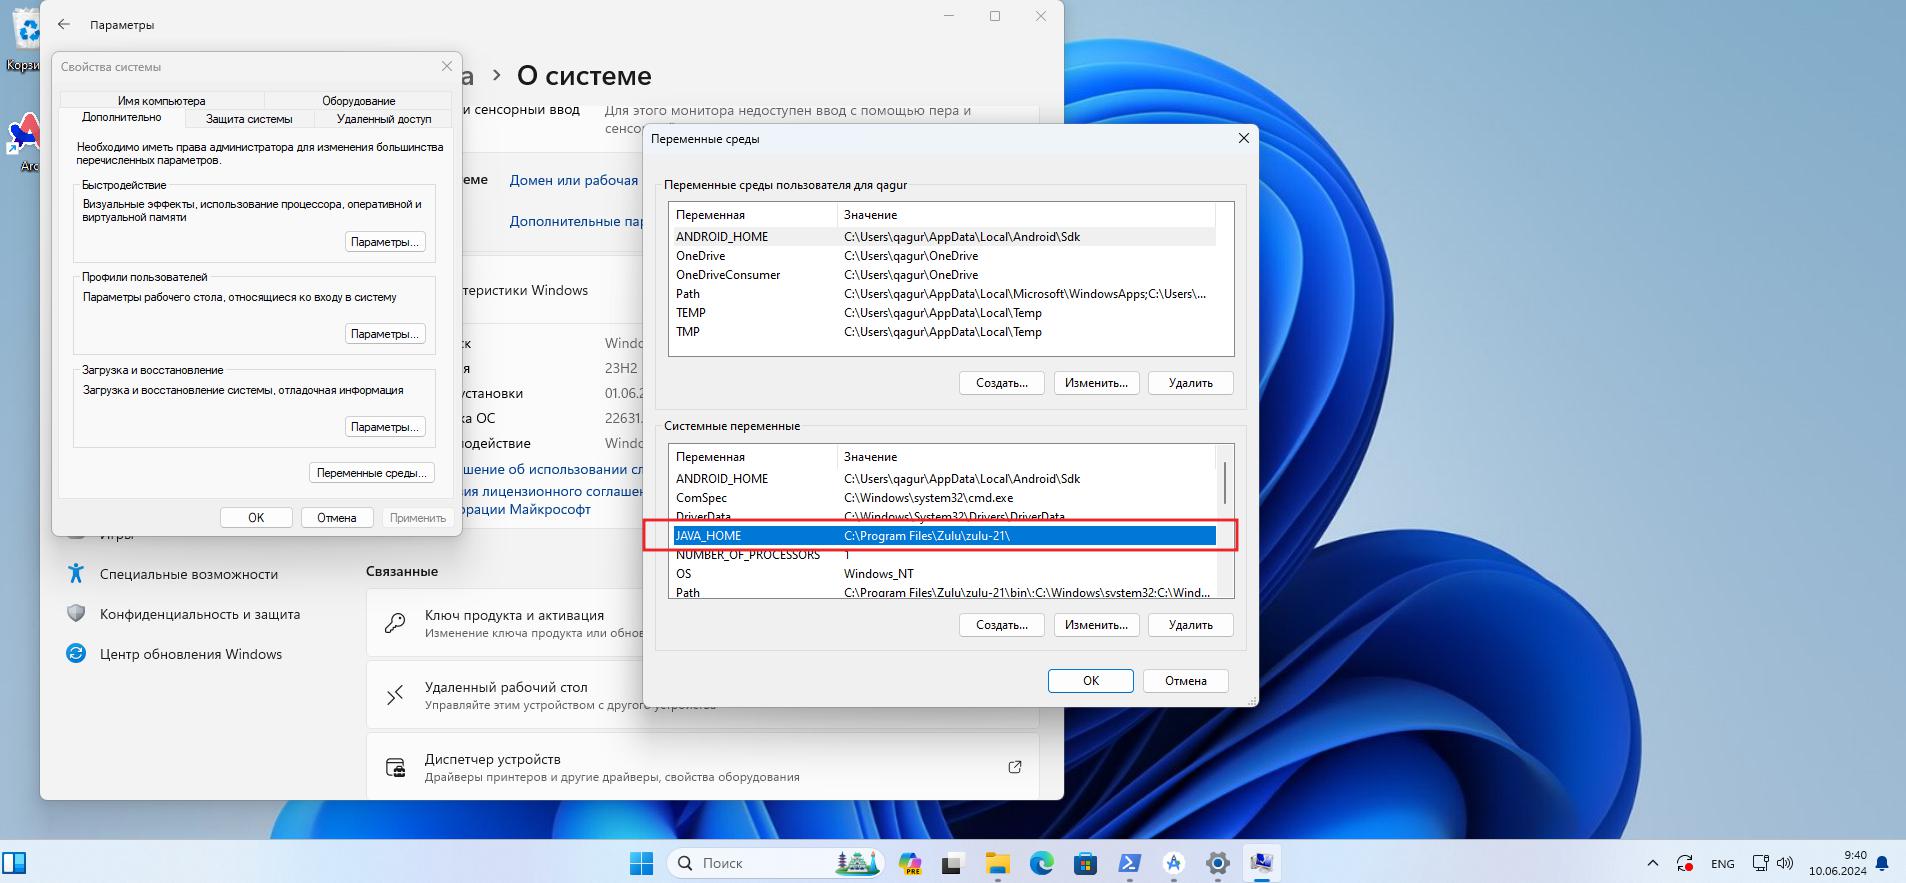 Корзи
Arc
Параметры
а > О системе
и сенсорный ввод
Для этого монитора недоступен ввод с помощью пера и
еме
Домен или рабочая
Дополнительные
теристики Windows
ск
Windo
я
23H2
установки
01.06.2
ка ОС
22631.
модействие
Windo
шение об использовании
ия лицензионного
орации Майкрософт
Связанные
Ключ продукта и активация
Изменение ключа продукта или
Удаленный рабочий стол
Управляйте этим устройством с другого устройства
Диспетчер устройств
Драйверы принтеров и другие драйверы, свойства оборудования
Игры
Специальные возможности
Конфиденциальность и защита
Центр обновления Windows
Свойства системы
Имя компьютера
Оборудование
Дополнительно
Защита системы
Удаленный доступ
Необходимо иметь права администратора для изменения большинства
перечисленных параметров.
Быстродействие
Визуальные эффекты, использование процессора, оперативной и
виртуальной памяти
Параметры...
Профили пользователей
Параметры рабочего стола, относящиеся ко входу в систему
Параметры...
Загрузка и восстановление
Загрузка и восстановление системы, отладочная информация
Параметры...
Переменные среды...
ОК
Отмена
Применить
Переменные среды
Переменные среды пользователя для qagur
Переменная Значение
ANDROID_HOME C:\Users\qagur\AppData\Local\Android\Sdk
OneDrive C:\Users\qagur\OneDrive
OneDriveConsumer C:\Users\qagur\OneDrive
Path C:\Users\qagur\AppData\Local\Microsoft\WindowsApps;C:\Users\...
TEMP C:\Users\qagur\AppData\Local\Temp
TMP C:\Users\qagur\AppData\Local\Temp
Создать... Изменить... Удалить
Системные переменные
Переменная Значение
ANDROID_HOME C:\Users\qagur\AppData\Local\Android\Sdk
ComSpec C:\Windows\system32\cmd.exe
DriverData C:\Windows\System32\Drivers\DriverData
JAVA_HOME C:\Program Files\Zulu\zulu-21\
NUMBER_OF_PROCESSORS 1
OS Windows_NT
Path C:\Program Files\Zulu\zulu-21\bin\;C:\Windows\system32;C:\Wind...
Создать... Изменить... Удалить
ОК Отмена
Поиск
PRE
ENG
9:40
10.06.2024